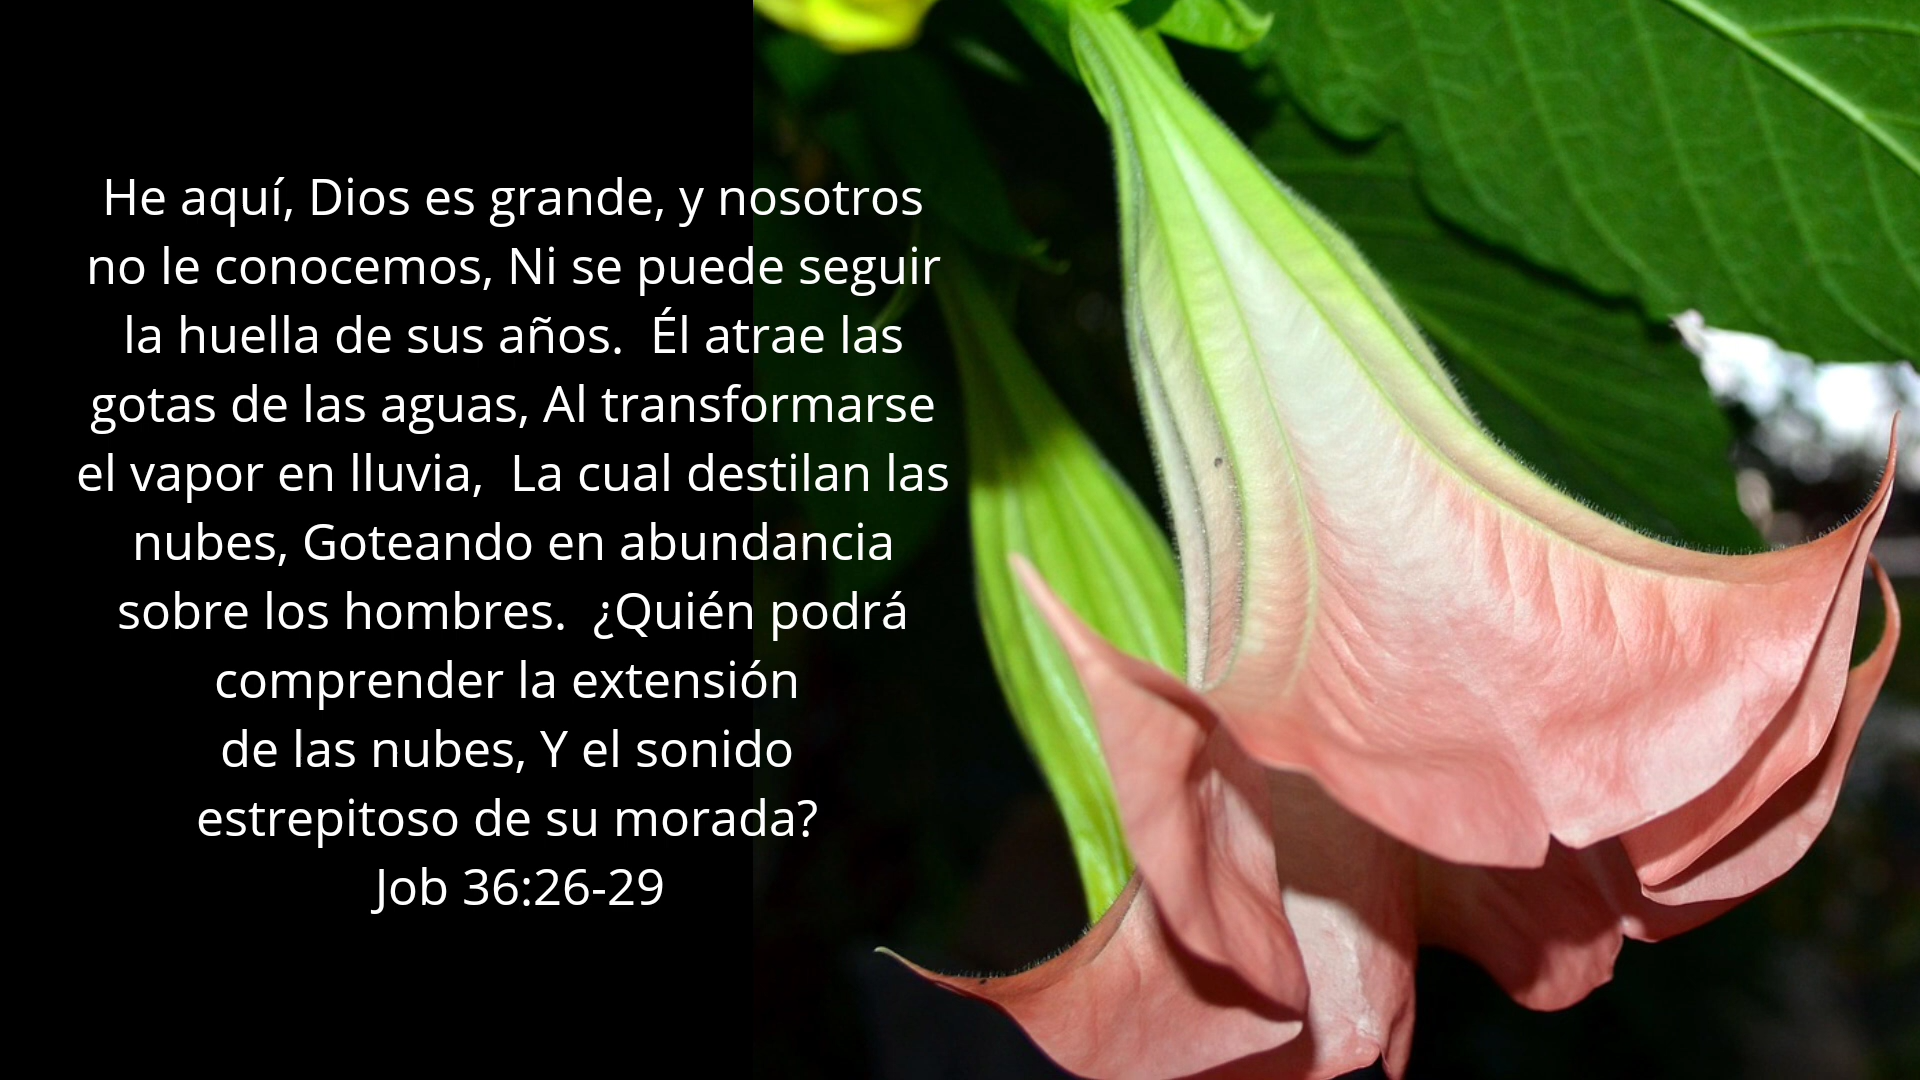 He aquí, Dios es grande, y nosotros
no le conocemos, Ni se puede seguir
la huella de sus años.  Él atrae las
gotas de las aguas, Al transformarse
el vapor en lluvia,  La cual destilan las
nubes, Goteando en abundancia
sobre los hombres.  ¿Quién podrá
comprender la extensión
de las nubes, Y el sonido
estrepitoso de su morada?
Job 36:26-29